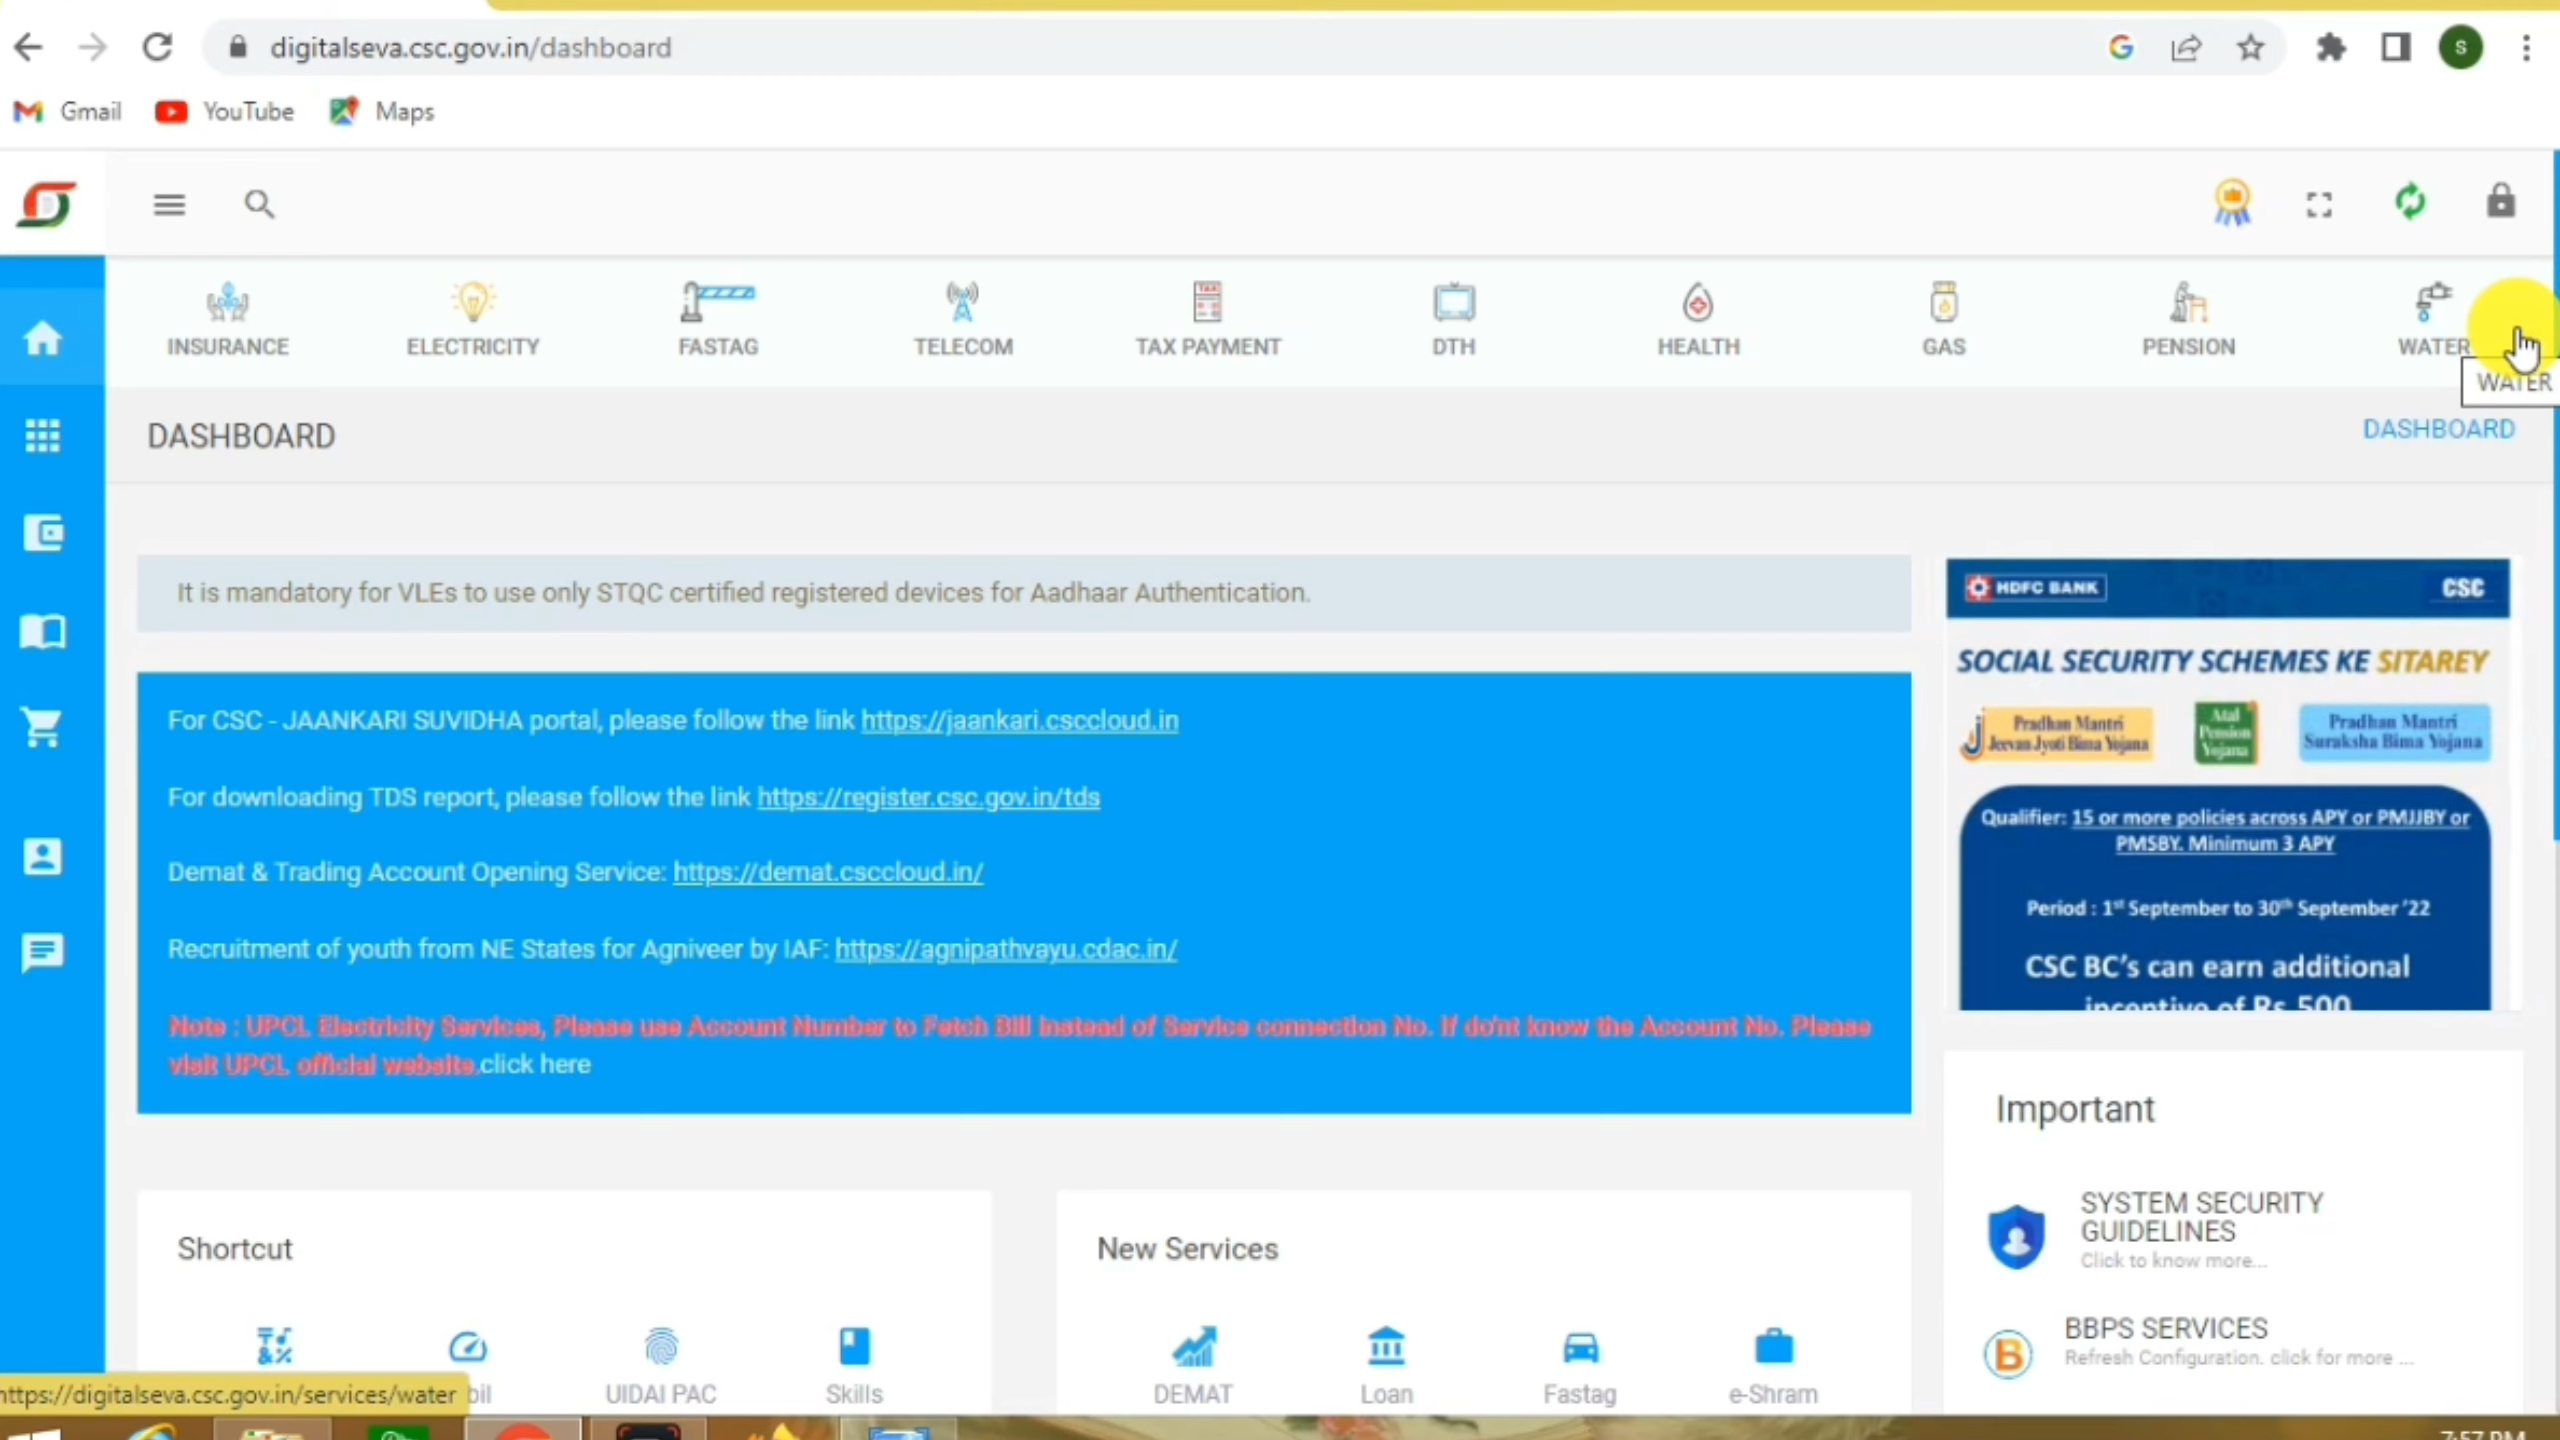 digitalseva.csc.gov.in/dashboard
S
Gmail YouTube Maps
INSURANCE ELECTRICITY FASTAG TELECOM TAX PAYMENT DTH HEALTH GAS PENSION WATER
WATER
DASHBOARD DASHBOARD
It is mandatory for VLEs to use only STQC certified registered devices for Aadhaar Authentication.
For CSC - JAANKARI SUVIDHA portal, please follow the link https://jaankari.csccloud.in
For downloading TDS report, please follow the link https://register.csc.gov.in/tds
Demat & Trading Account Opening Service: https://demat.csccloud.in/
Recruitment of youth from NE States for Agniveer by IAF: https://agnipathvayu.cdac.in/
Note : UPCL Electricity Services, Please use Account Number to Fetch Bill instead of Service connection No. If do'nt know the Account No. Please
visit UPCL official website.click here
HDFC BANK CSC
SOCIAL SECURITY SCHEMES KE SITAREY
Pradhan Mantri
Jeevan Jyoti Bima Yojana
Atal
Pension
Yojana
Pradhan Mantri
Suraksha Bima Yojana
Qualifier: 15 or more policies across APY or PMJJBY or
PMSBY. Minimum 3 APY
Period : 1st September to 30th September '22
CSC BC's can earn additional
incentive of Rs 500
Important
SYSTEM SECURITY
GUIDELINES
Click to know more...
BBPS SERVICES
Refresh Configuration. click for more ...
Shortcut
UIDAI PAC Skills
New Services
DEMAT Loan Fastag e-Shram
https://digitalseva.csc.gov.in/services/water
7:57 PM